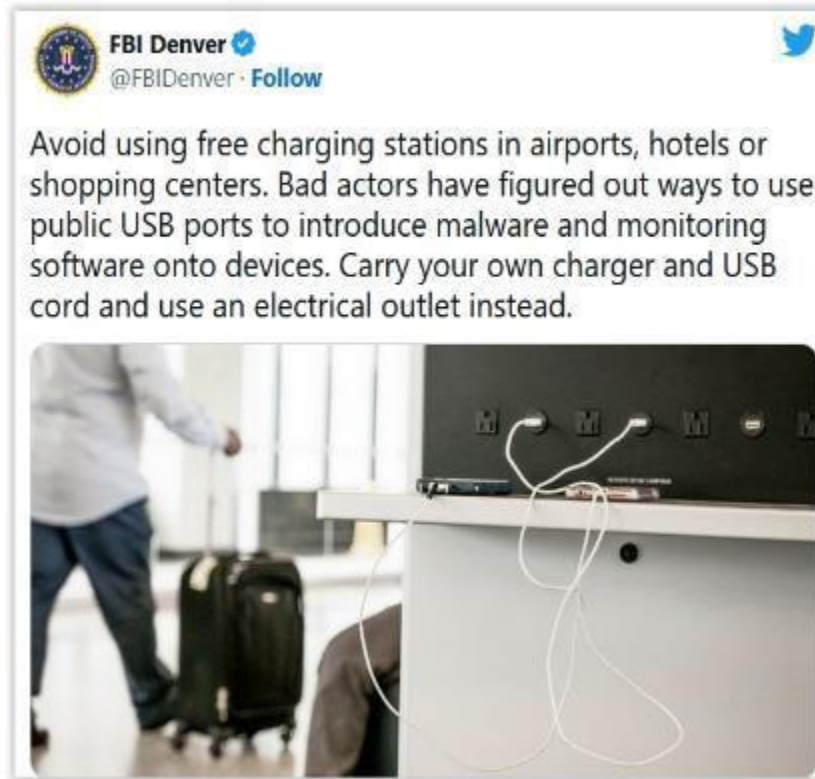 FBI Denver
@FBIDenver · Follow
Avoid using free charging stations in airports, hotels or
shopping centers. Bad actors have figured out ways to use
public USB ports to introduce malware and monitoring
software onto devices. Carry your own charger and USB
cord and use an electrical outlet instead.